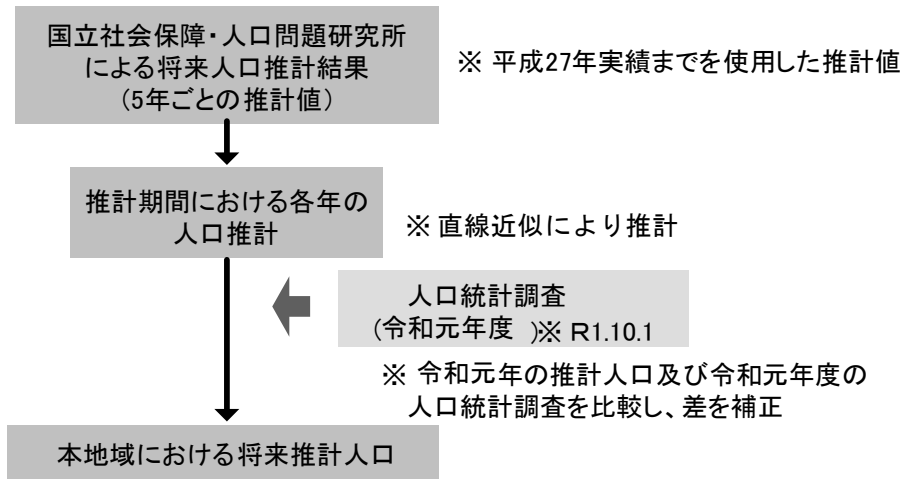 国立社会保障・人口問題研究所
による将来人口推計結果
(5年ごとの推計値)
※ 平成27年実績までを使用した推計値
推計期間における各年の
人口推計
※ 直線近似により推計
人口統計調査
(令和元年度 )※ R1.10.1
※ 令和元年の推計人口及び令和元年度の
人口統計調査を比較し、差を補正
本地域における将来推計人口